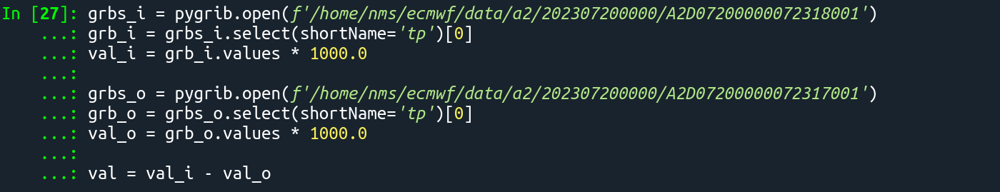 In [27]: grbs_i = pygrib.open(f'/home/nms/ecmwf/data/a2/202307200000/A2D07200000072318001')
    ...: grb_i = grbs_i.select(shortName='tp')[0]
    ...: val_i = grb_i.values * 1000.0
    ...:
    ...: grbs_o = pygrib.open(f'/home/nms/ecmwf/data/a2/202307200000/A2D07200000072317001')
    ...: grb_o = grbs_o.select(shortName='tp')[0]
    ...: val_o = grb_o.values * 1000.0
    ...:
    ...: val = val_i - val_o